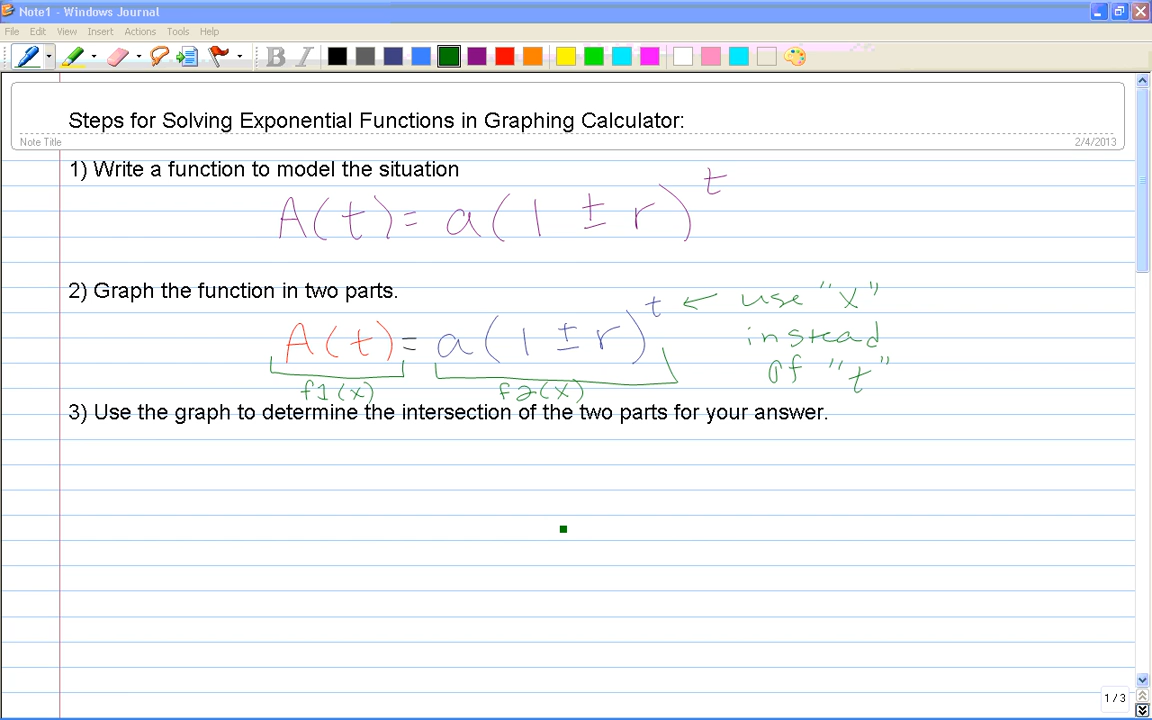 Note1 - Windows Journal
File Edit View Insert Actions Tools Help
B I
Steps for Solving Exponential Functions in Graphing Calculator:
Note Title
2/4/2013
1) Write a function to model the situation
A(t) = a(1 ± r)^t
2) Graph the function in two parts.
A(t) = a(1 ± r)^t ← use "x"
instead
of "t"
f1(x) f2(x)
3) Use the graph to determine the intersection of the two parts for your answer.
1 / 3